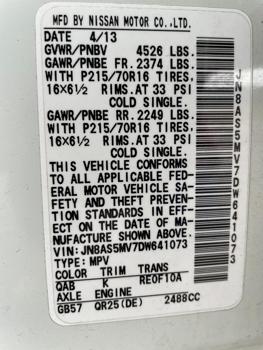 MFD BY NISSAN MOTOR CO.,LTD.
DATE 4/13
GVWR/PNBV 4526 LBS.
GAWR/PNBE FR. 2374 LBS.
WITH P215/70R16 TIRES,
16×6½ RIMS.AT 33 PSI
COLD SINGLE.
GAWR/PNBE RR. 2249 LBS.
WITH P215/70R16 TIRES,
16×6½ RIMS.AT 33 PSI
COLD SINGLE.
THIS VEHICLE CONFORMS
TO ALL APPLICABLE FED-
ERAL MOTOR VEHICLE SA-
FETY AND THEFT PREVEN-
TION STANDARDS IN EFF-
ECT ON THE DATE OF MA-
NUFACTURE SHOWN ABOVE.
VIN: JN8AS5MV7DW641073
TYPE: MPV
COLOR TRIM TRANS
QAB K RE0F10A
AXLE ENGINE
GB57 QR25(DE) 2488CC
JN8AS5MV7DW641073